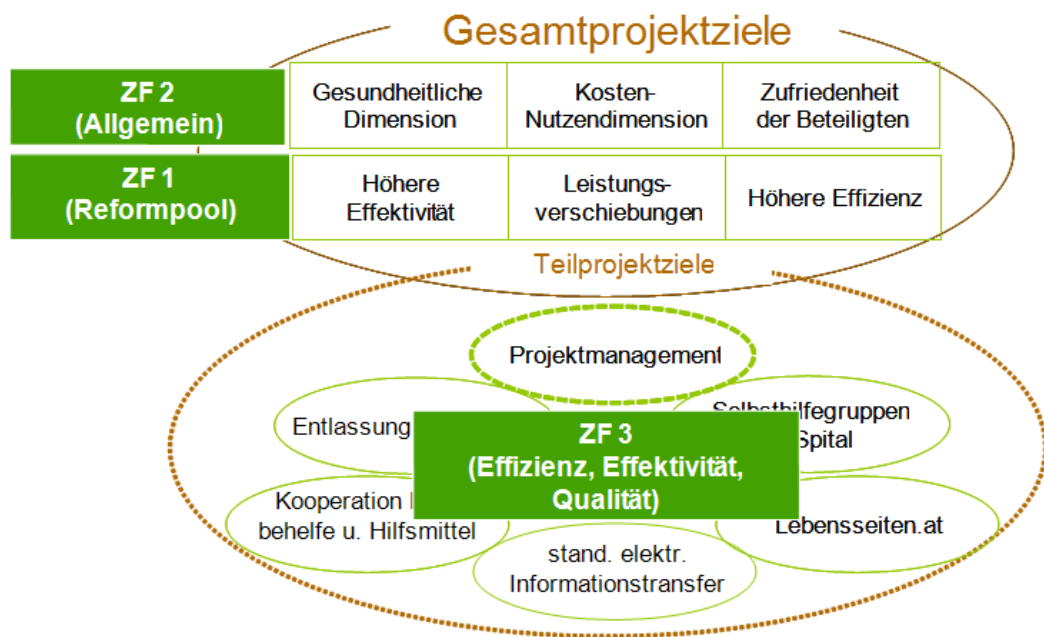 Gesamtprojektziele
ZF 2
(Allgemein)
Gesundheitliche
Dimension
Kosten-
Nutzendimension
Zufriedenheit
der Beteiligten
ZF 1
(Reformpool)
Höhere
Effektivität
Leistungs-
verschiebungen
Höhere Effizienz
Teilprojektziele
Projektmanagement
Entlassung
Selbsthilfegruppen
Spital
ZF 3
(Effizienz, Effektivität,
Qualität)
Kooperation
behelfe u. Hilfsmittel
Lebensseiten.at
stand. elektr.
Informationstransfer